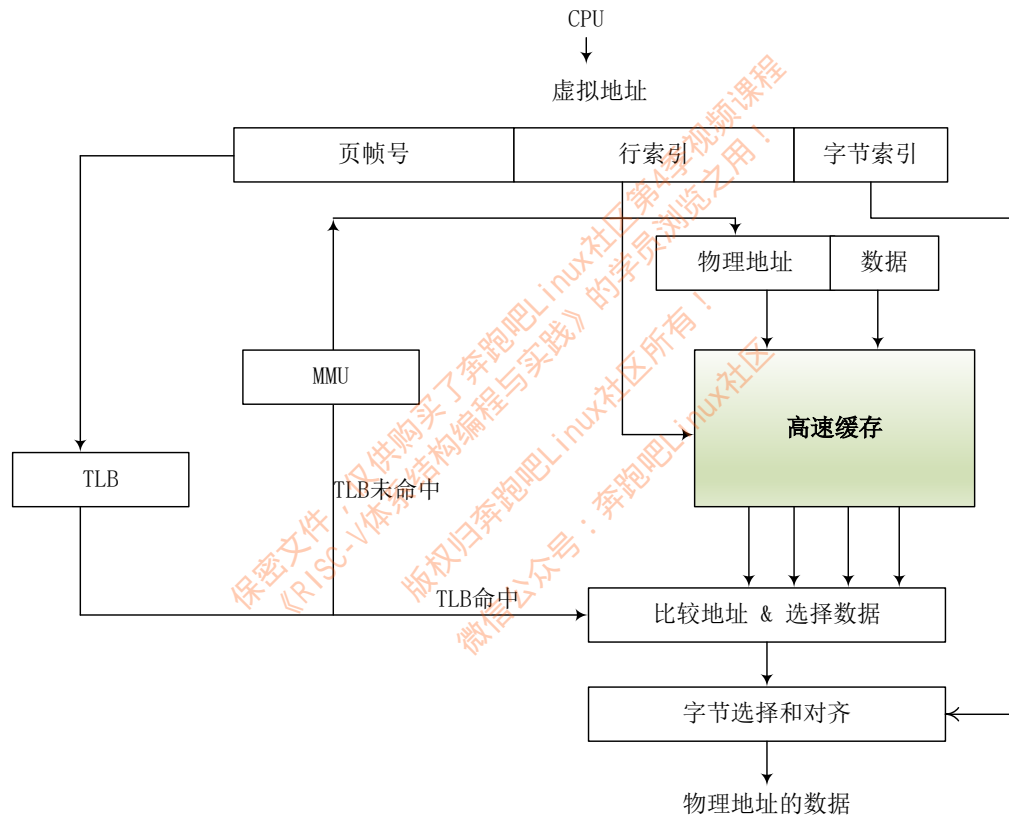 CPU
虚拟地址
页帧号
行索引
字节索引
物理地址
数据
MMU
高速缓存
TLB
TLB未命中
TLB命中
比较地址 & 选择数据
字节选择和对齐
物理地址的数据
保密文件，仅供购买了奔跑吧Linux社区第4季视频课程
《RISC-V体系结构编程与实践》的学员浏览之用！
版权归奔跑吧Linux社区所有！
微信公众号：奔跑吧Linux社区